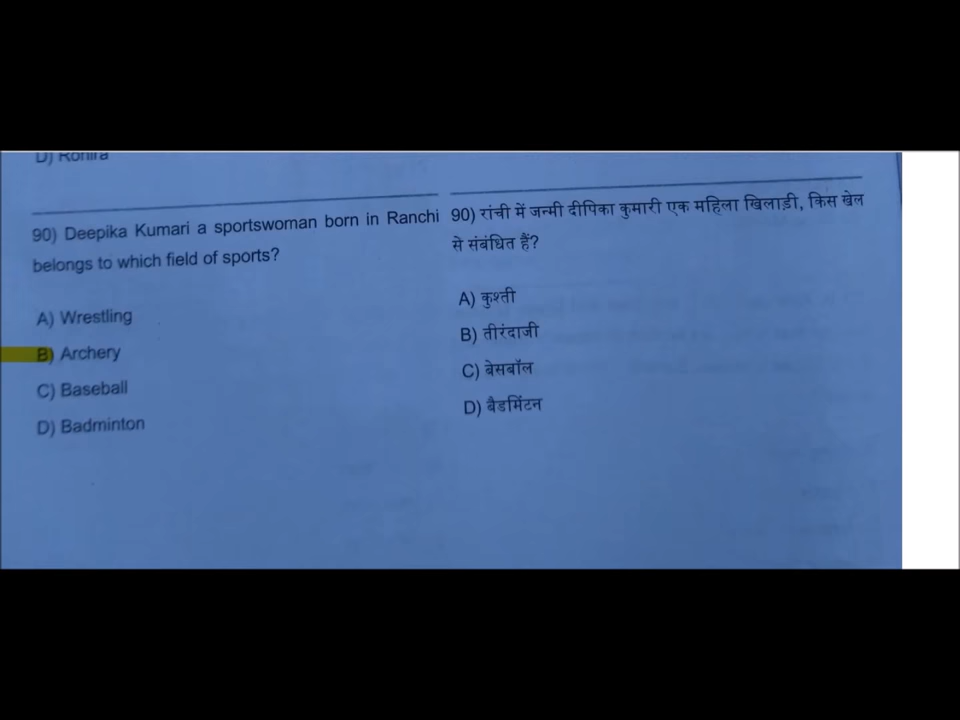 D) Rohira
90) Deepika Kumari a sportswoman born in Ranchi
belongs to which field of sports?
A) Wrestling
B) Archery
C) Baseball
D) Badminton
90) रांची में जन्मी दीपिका कुमारी एक महिला खिलाड़ी, किस खेल
से संबंधित हैं?
A) कुश्ती
B) तीरंदाजी
C) बेसबॉल
D) बैडमिंटन